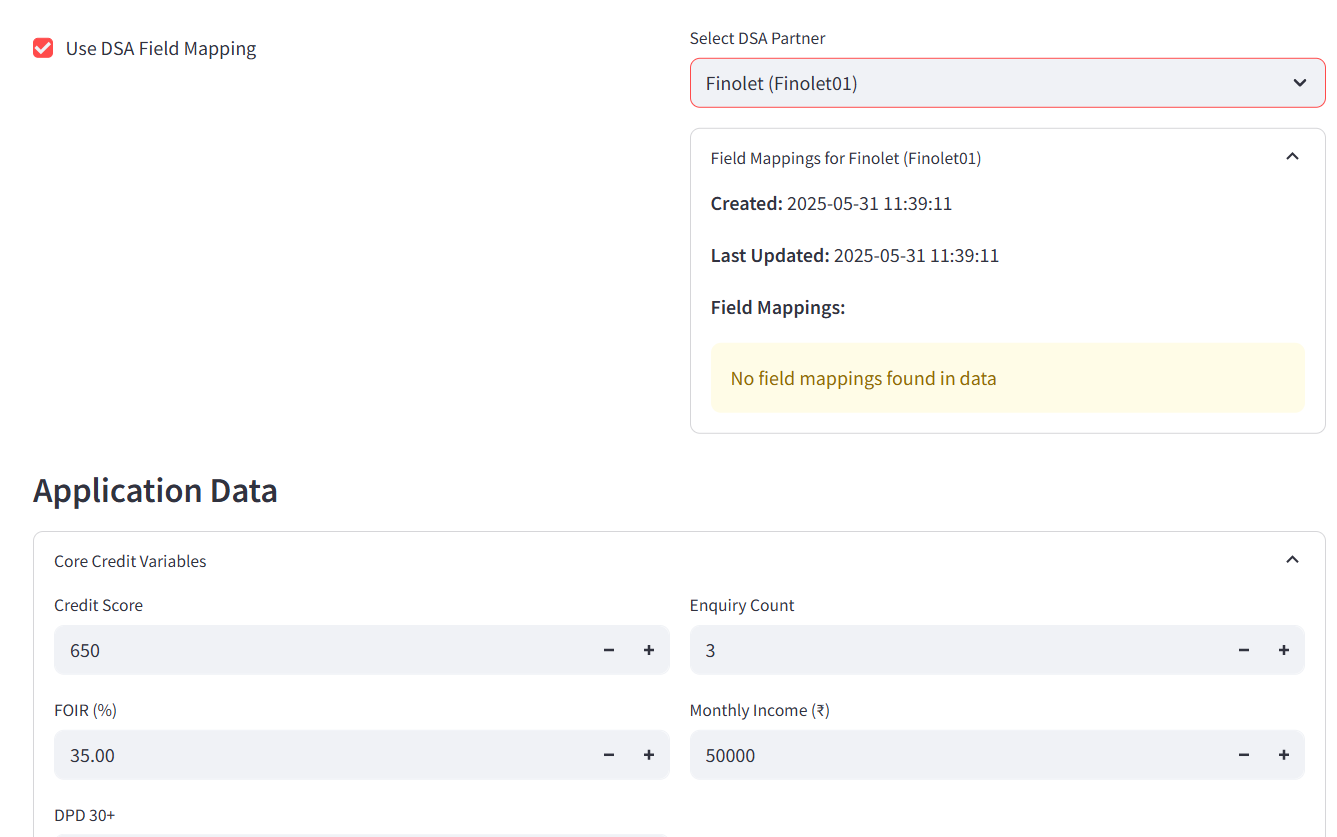 Use DSA Field Mapping
Select DSA Partner
Finolet (Finolet01)
Field Mappings for Finolet (Finolet01)
Created: 2025-05-31 11:39:11
Last Updated: 2025-05-31 11:39:11
Field Mappings:
No field mappings found in data
Application Data
Core Credit Variables
Credit Score
Enquiry Count
650
3
FOIR (%)
Monthly Income (₹)
35.00
50000
DPD 30+